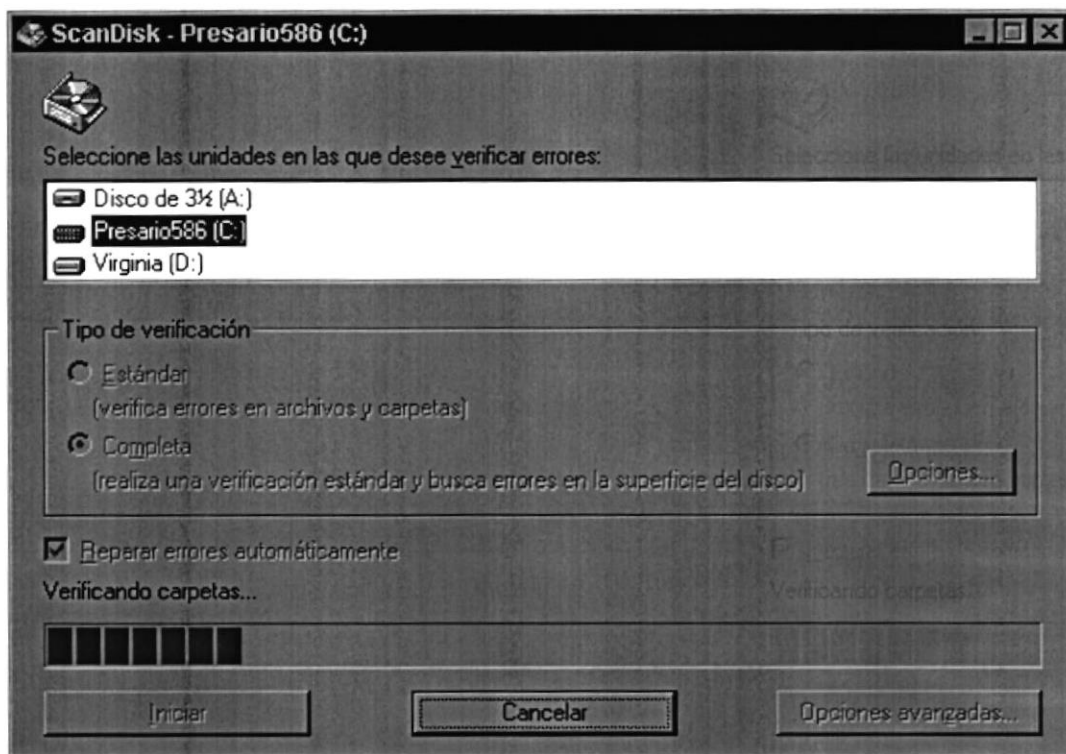 ScanDisk - Presario586 (C:)
Seleccione las unidades en las que desee verificar errores:
Disco de 3½ (A:)
Presario586 (C:)
Virginia (D:)
Tipo de verificación
Estándar
(verifica errores en archivos y carpetas)
Completa
(realiza una verificación estándar y busca errores en la superficie del disco)
Opciones...
Reparar errores automáticamente
Verificando carpetas...
Iniciar
Cancelar
Opciones avanzadas...